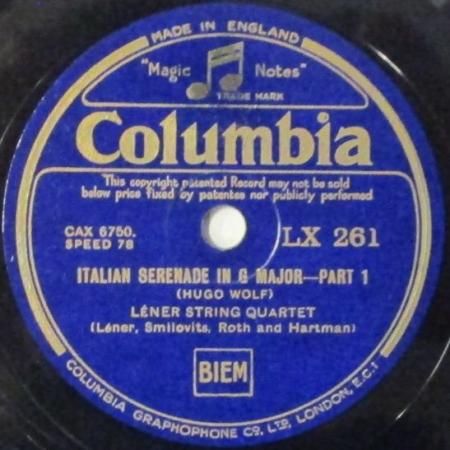 MADE IN ENGLAND
"Magic Notes"
TRADE MARK
Columbia
This copyright patented Record may not be sold
below price fixed by patentee nor publicly performed
CAX 6750.
SPEED 78
LX 261
ITALIAN SERENADE IN G MAJOR—PART 1
(HUGO WOLF)
LÉNER STRING QUARTET
(Léner, Smilovits, Roth and Hartman)
BIEM
COLUMBIA GRAPHOPHONE CO. LTD. LONDON, E.C.1